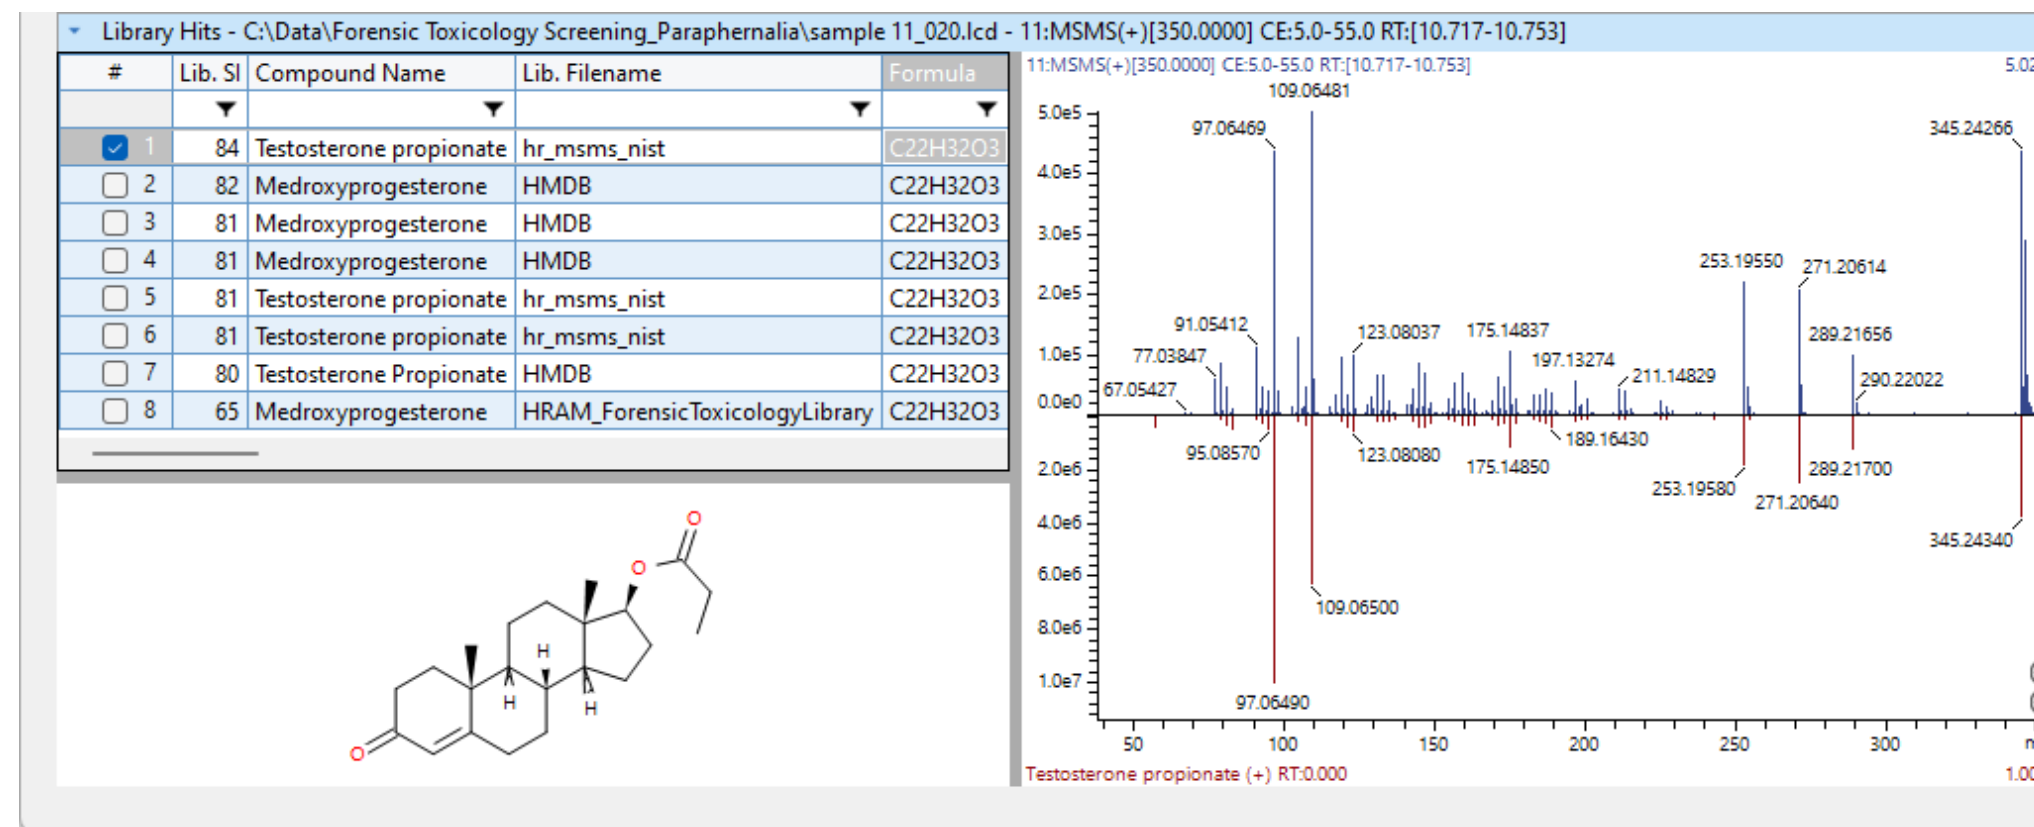 Library Hits - C:\Data\Forensic Toxicology Screening_Paraphernalia\sample 11_020.lcd - 11:MSMS(+)[350.0000] CE:5.0-55.0 RT:[10.717-10.753]
# Lib. SI Compound Name Lib. Filename Formula
1 84 Testosterone propionate hr_msms_nist C22H32O3
2 82 Medroxyprogesterone HMDB C22H32O3
3 81 Medroxyprogesterone HMDB C22H32O3
4 81 Medroxyprogesterone HMDB C22H32O3
5 81 Testosterone propionate hr_msms_nist C22H32O3
6 81 Testosterone propionate hr_msms_nist C22H32O3
7 80 Testosterone Propionate HMDB C22H32O3
8 65 Medroxyprogesterone HRAM_ForensicToxicologyLibrary C22H32O3
O
O
H
H
H
O
11:MSMS(+)[350.0000] CE:5.0-55.0 RT:[10.717-10.753] 5.02
109.06481
5.0e5
97.06469 345.24266
4.0e5
3.0e5
253.19550 271.20614
2.0e5
91.05412 123.08037 175.14837 289.21656
1.0e5
77.03847 197.13274
211.14829 290.22022
67.05427
0.0e0
95.08570 123.08080 175.14850 189.16430
2.0e6
253.19580 271.20640 289.21700
4.0e6
345.24340
6.0e6
109.06500
8.0e6
1.0e7
97.06490
50 100 150 200 250 300
Testosterone propionate (+) RT:0.000 1.00